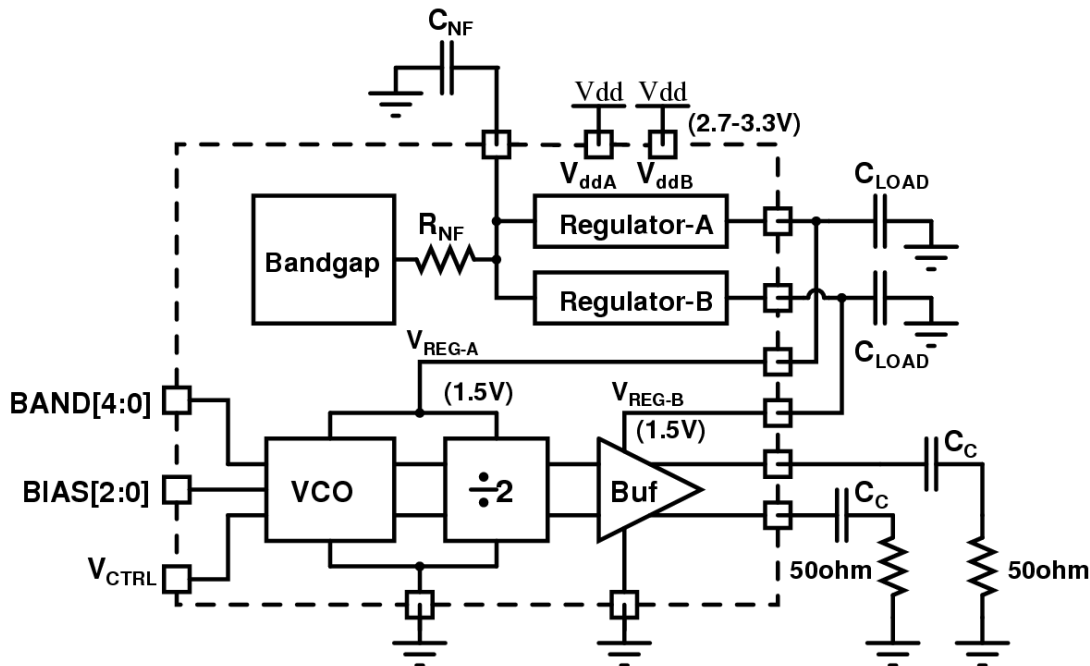 C_NF
Vdd Vdd
(2.7-3.3V)
V_ddA V_ddB
C_LOAD
Bandgap
R_NF
Regulator-A
Regulator-B
C_LOAD
V_REG-A
(1.5V)
V_REG-B
(1.5V)
BAND[4:0]
BIAS[2:0]
V_CTRL
VCO
÷2
Buf
C_C
C_C
50ohm
50ohm